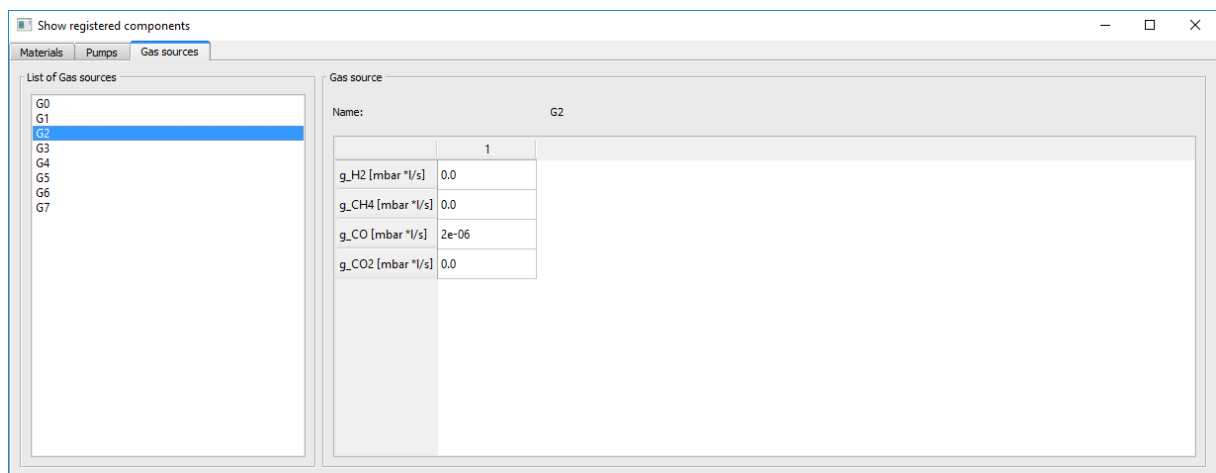 Show registered components
Materials Pumps Gas sources
List of Gas sources
G0
G1
G2
G3
G4
G5
G6
G7
Gas source
Name: G2
1
g_H2 [mbar *l/s] 0.0
g_CH4 [mbar *l/s] 0.0
g_CO [mbar *l/s] 2e-06
g_CO2 [mbar *l/s] 0.0